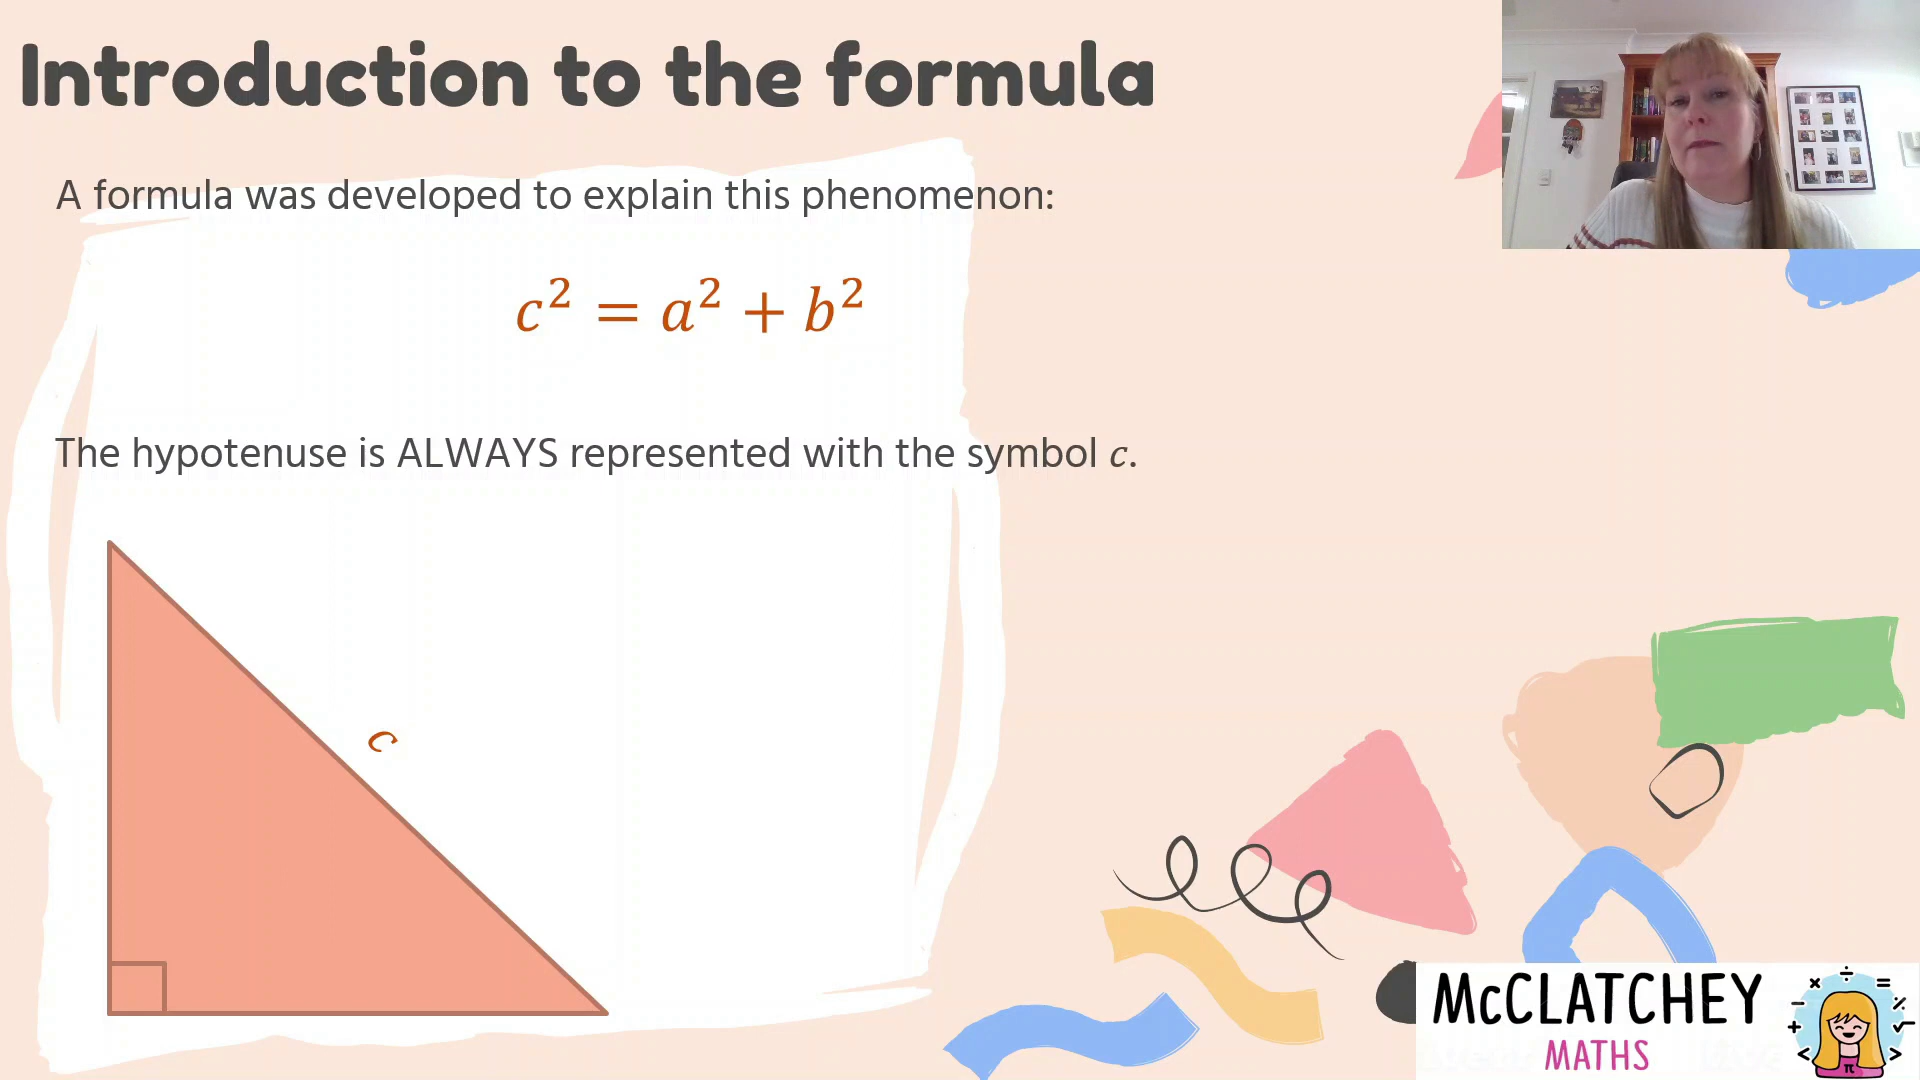 Introduction to the formula
A formula was developed to explain this phenomenon:
c² = a² + b²
The hypotenuse is ALWAYS represented with the symbol c.
c
McCLATCHEY
MATHS
× ÷ =
− %
+ √
< π >